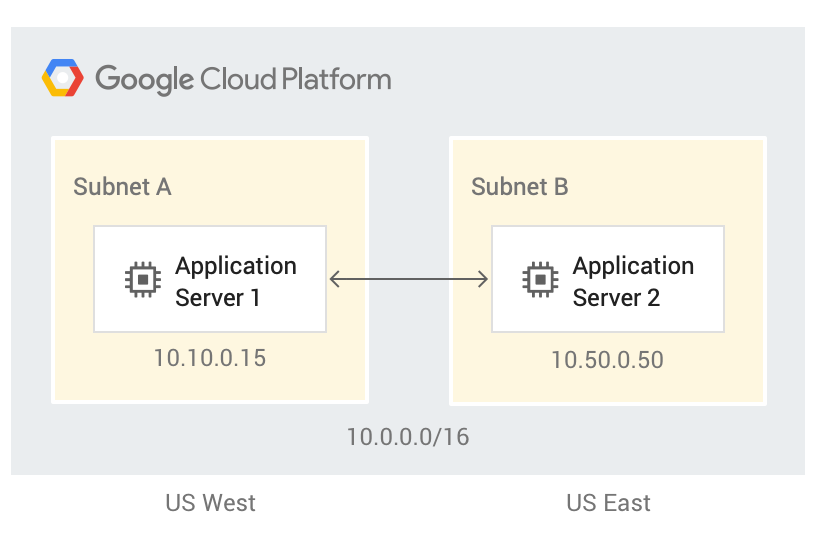 Google Cloud Platform
Subnet A
Application
Server 1
10.10.0.15
Subnet B
Application
Server 2
10.50.0.50
10.0.0.0/16
US West
US East